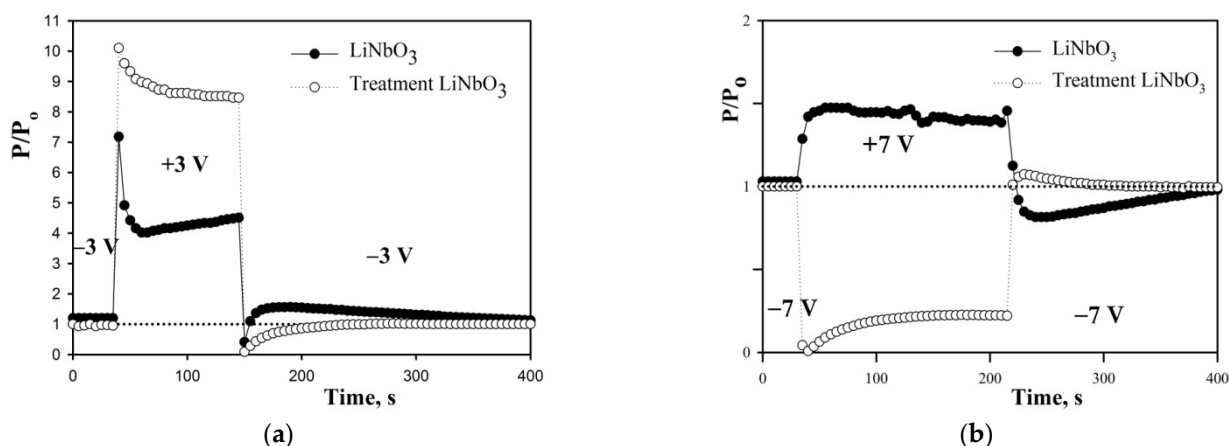 11
10
9
8
7
6
5
4
3
2
1
0
P/Po
LiNbO3
Treatment LiNbO3
+3 V
−3 V
−3 V
0 100 200 300 400
Time, s
(a)
2
1
0
P/Po
LiNbO3
Treatment LiNbO3
+7 V
−7 V
−7 V
0 100 200 300 400
Time, s
(b)